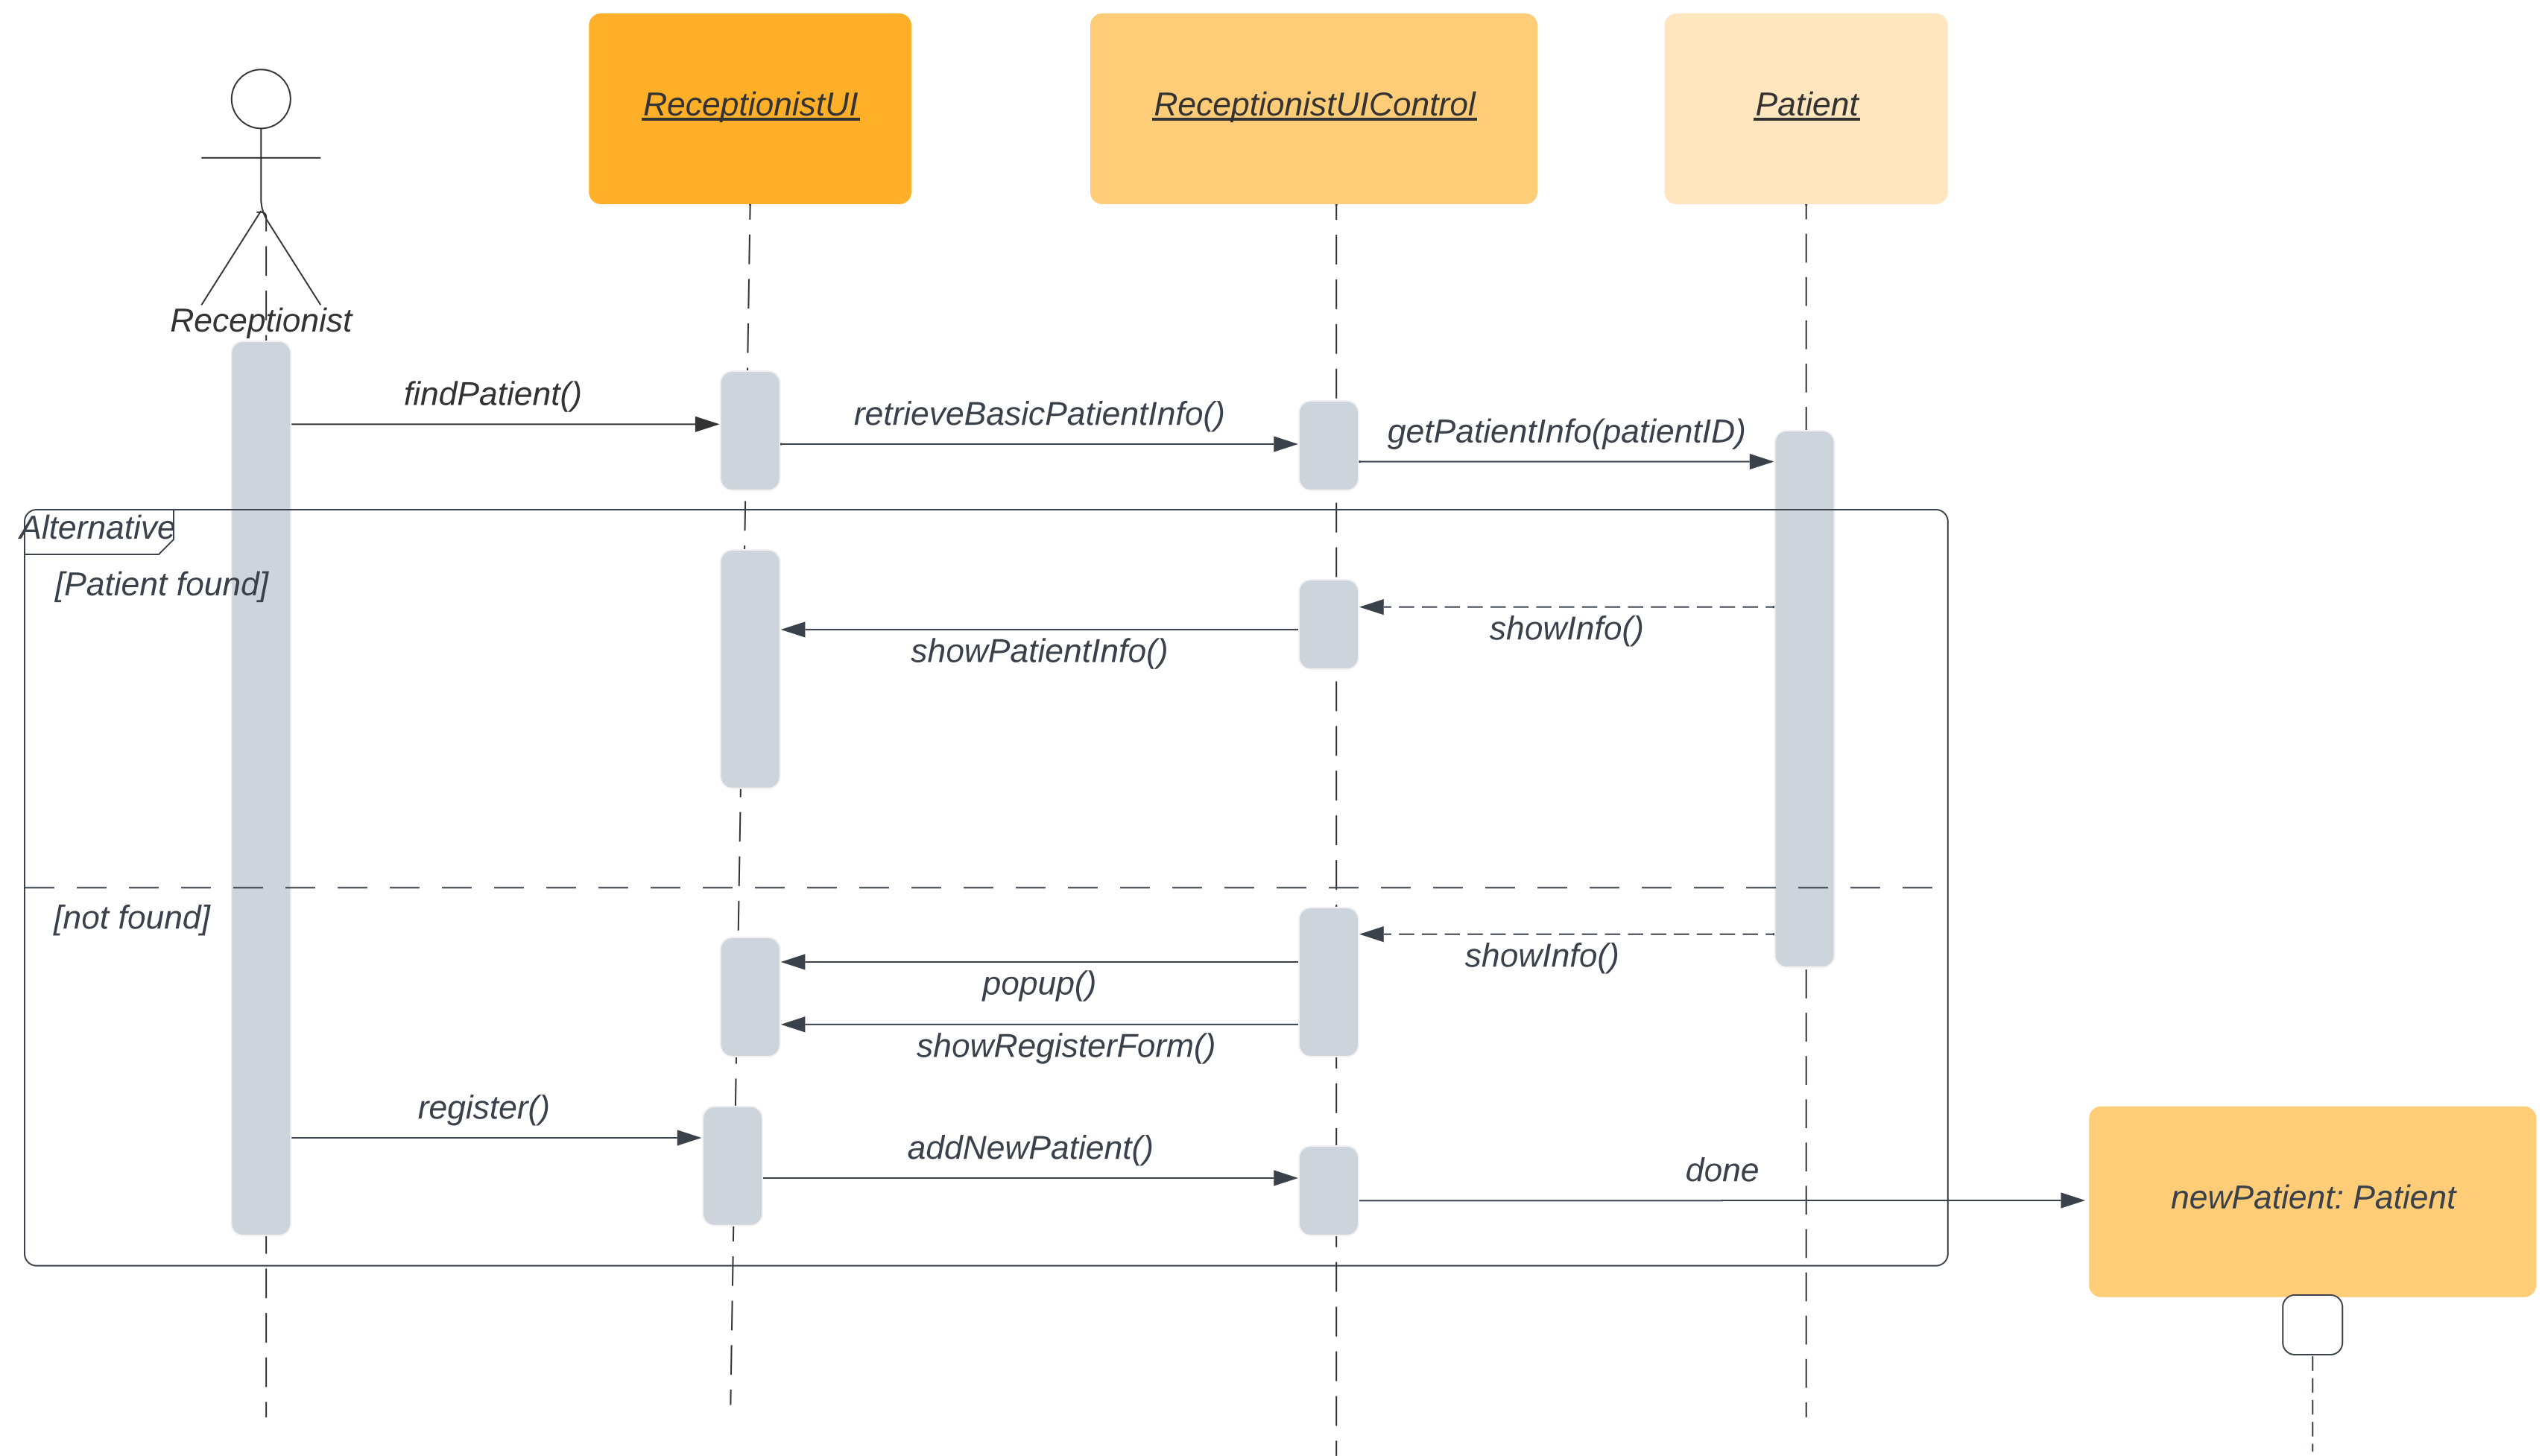 ReceptionistUI
ReceptionistUIControl
Patient
Receptionist
findPatient()
retrieveBasicPatientInfo()
getPatientInfo(patientID)
Alternative
[Patient found]
showInfo()
showPatientInfo()
[not found]
showInfo()
popup()
showRegisterForm()
register()
addNewPatient()
done
newPatient: Patient